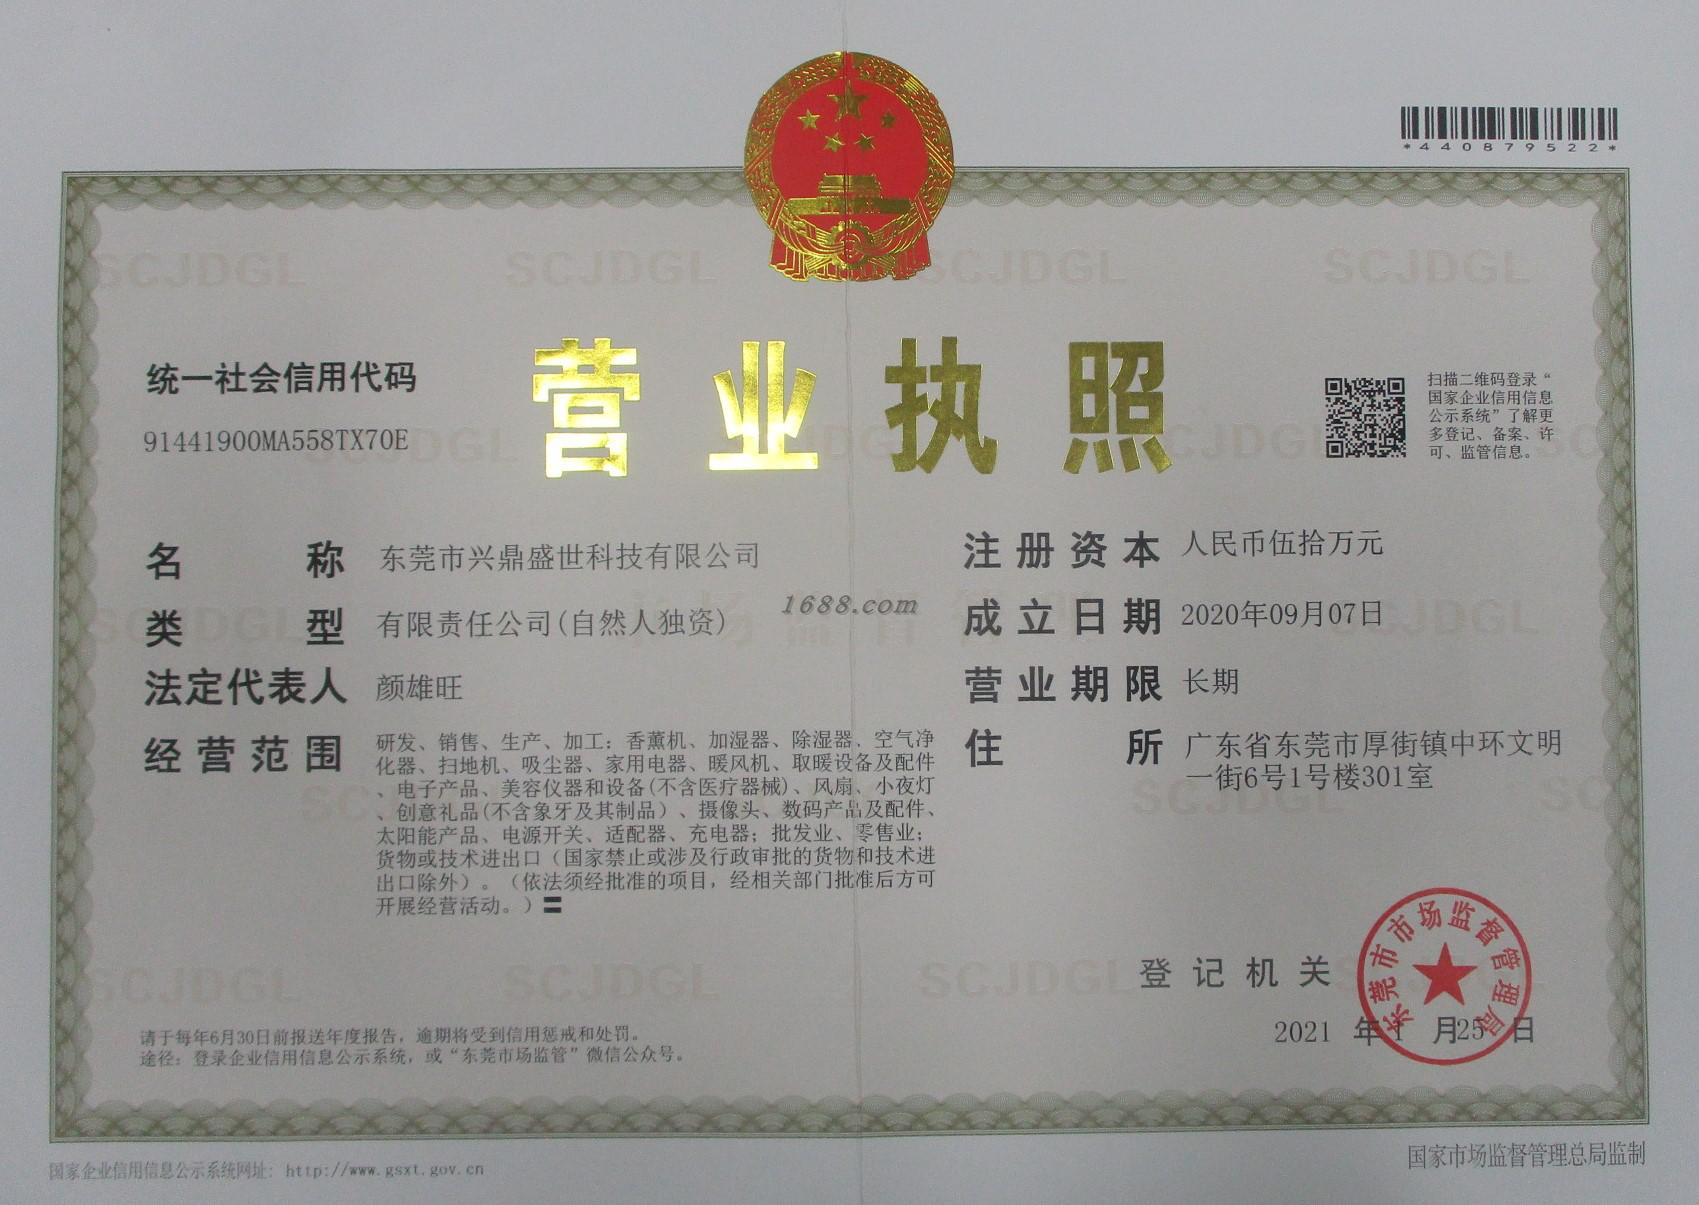 *440879522*
营业执照
统一社会信用代码
91441900MA558TX70E
扫描二维码登录“
国家企业信用信息
公示系统”了解更
多登记、备案、许
可、监管信息。
名称 东莞市兴鼎盛世科技有限公司
类型 有限责任公司(自然人独资)
法定代表人 颜雄旺
经营范围 研发、销售、生产、加工：香薰机、加湿器、除湿器、空气净
化器、扫地机、吸尘器、家用电器、暖风机、取暖设备及配件
、电子产品、美容仪器和设备(不含医疗器械)、风扇、小夜灯
、创意礼品(不含象牙及其制品）、摄像头、数码产品及配件、
太阳能产品、电源开关、适配器、充电器；批发业、零售业；
货物或技术进出口（国家禁止或涉及行政审批的货物和技术进
出口除外）。（依法须经批准的项目，经相关部门批准后方可
开展经营活动。）〓
1688.com
注册资本 人民币伍拾万元
成立日期 2020年09月07日
营业期限 长期
住所 广东省东莞市厚街镇中环文明
一街6号1号楼301室
登记机关
东莞市市场监督管理局
2021 年 1 月25 日
请于每年6月30日前报送年度报告，逾期将受到信用惩戒和处罚。
途径：登录企业信用信息公示系统，或“东莞市场监管”微信公众号。
国家企业信用信息公示系统网址：http://www.gsxt.gov.cn
国家市场监督管理总局监制
SCJDGL